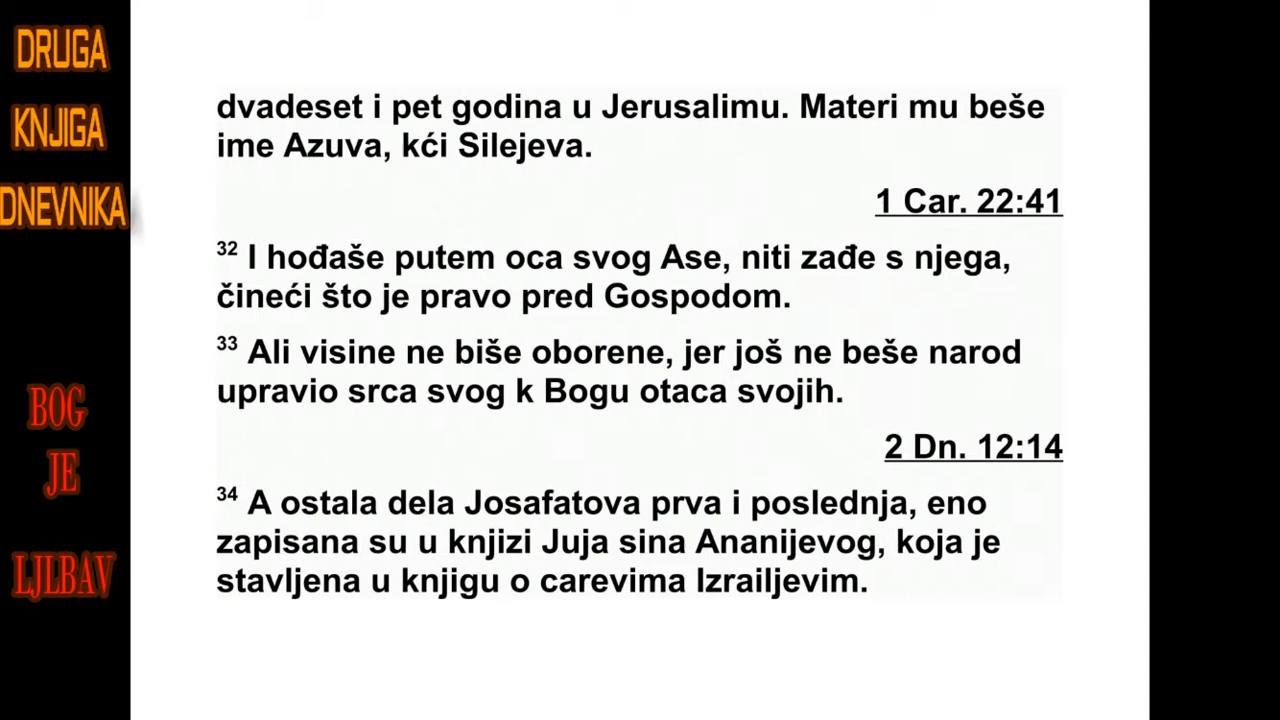 DRUGA
KNJIGA
DNEVNIKA
BOG
JE
LJLBAV
dvadeset i pet godina u Jerusalimu. Materi mu beše
ime Azuva, kći Silejeva.
1 Car. 22:41
32 I hođaše putem oca svog Ase, niti zađe s njega,
čineći što je pravo pred Gospodom.
33 Ali visine ne biše oborene, jer još ne beše narod
upravio srca svog k Bogu otaca svojih.
2 Dn. 12:14
34 A ostala dela Josafatova prva i poslednja, eno
zapisana su u knjizi Juja sina Ananijevog, koja je
stavljena u knjigu o carevima Izrailjevim.